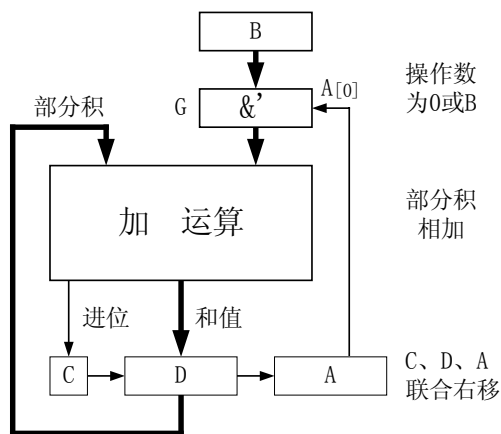 B
操作数
为0或B
A[0]
G
&'
部分积
加 运算
部分积
相加
进位
和值
C
D
A
C、D、A
联合右移